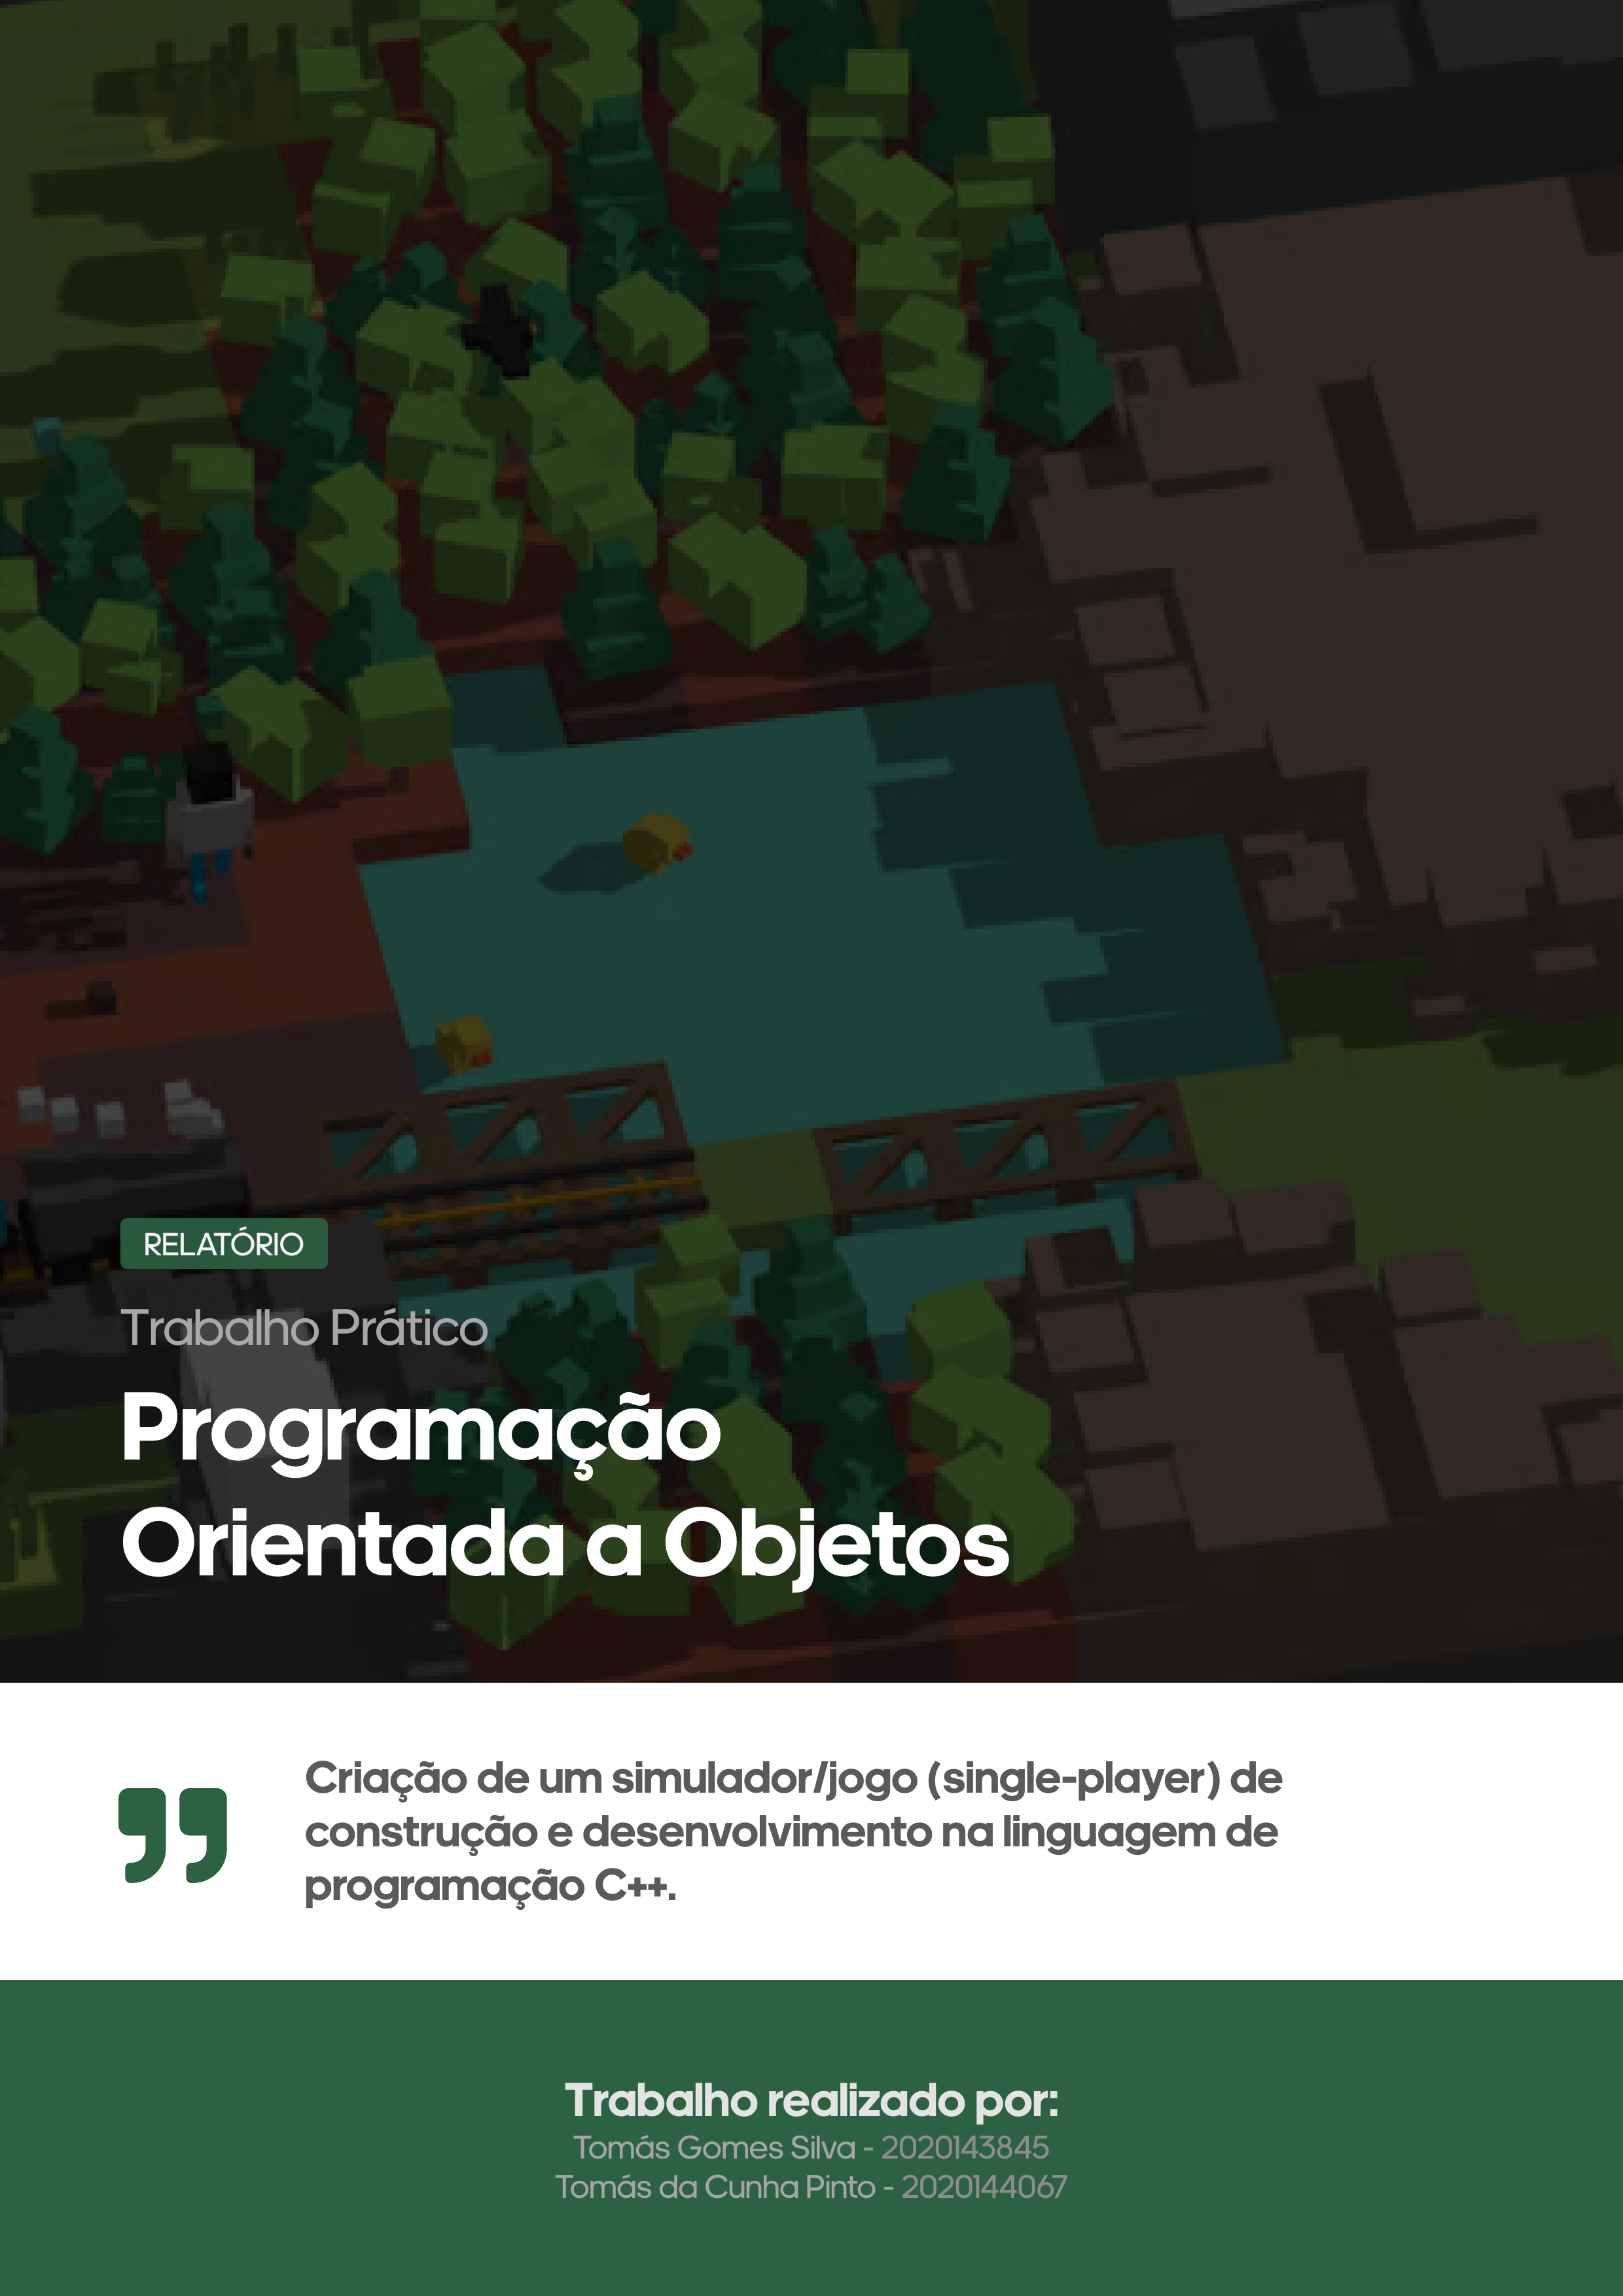 RELATÓRIO
Trabalho Prático
Programação
Orientada a Objetos
Criação de um simulador/jogo (single-player) de
construção e desenvolvimento na linguagem de
programação C++.
Trabalho realizado por:
Tomás Gomes Silva - 2020143845
Tomás da Cunha Pinto - 2020144067